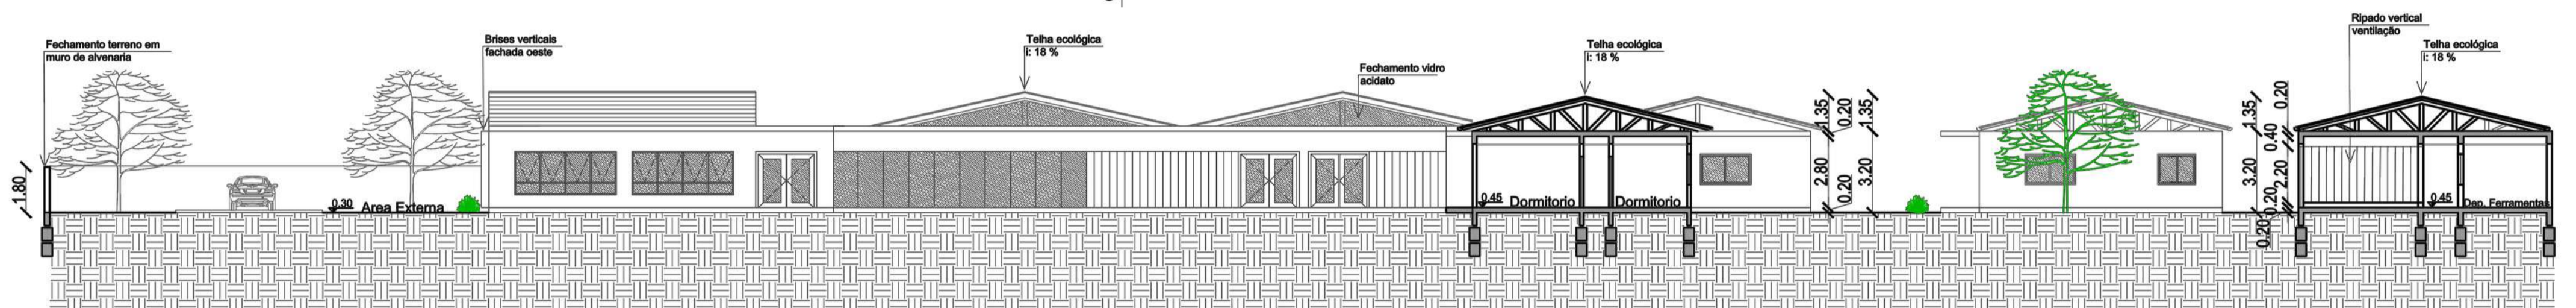 Fechamento terreno em
muro de alvenaria
Brises verticais
fachada oeste
Telha ecológica
i: 18 %
Fechamento vidro
acidato
Telha ecológica
i: 18 %
Ripado vertical
ventilação
Telha ecológica
i: 18 %
1.80
0.30
Area Externa
0.45
Dormitorio
Dormitorio
1.35
0.20
1.35
2.80
0.20
3.20
1.35
0.20
0.40
3.20
2.20
0.20
0.20
0.45
Dep. Ferramentas